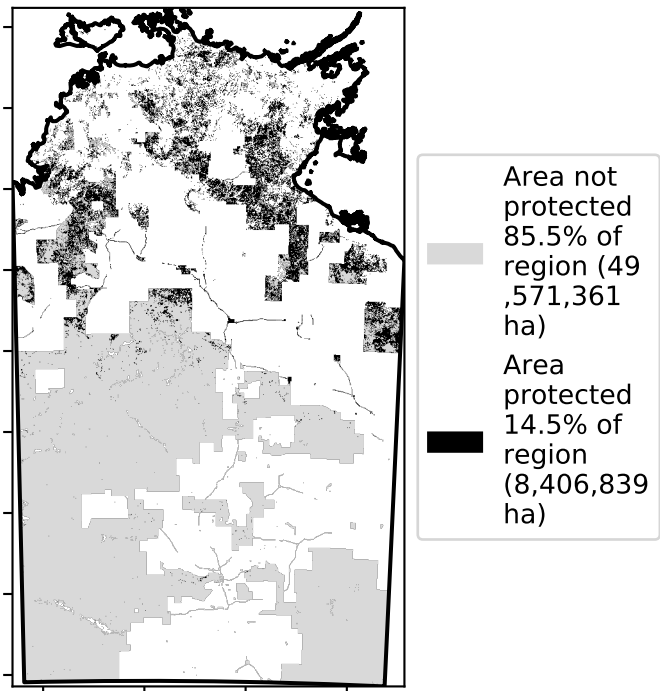 Area not
protected
85.5% of
region (49
,571,361
ha)
Area
protected
14.5% of
region
(8,406,839
ha)